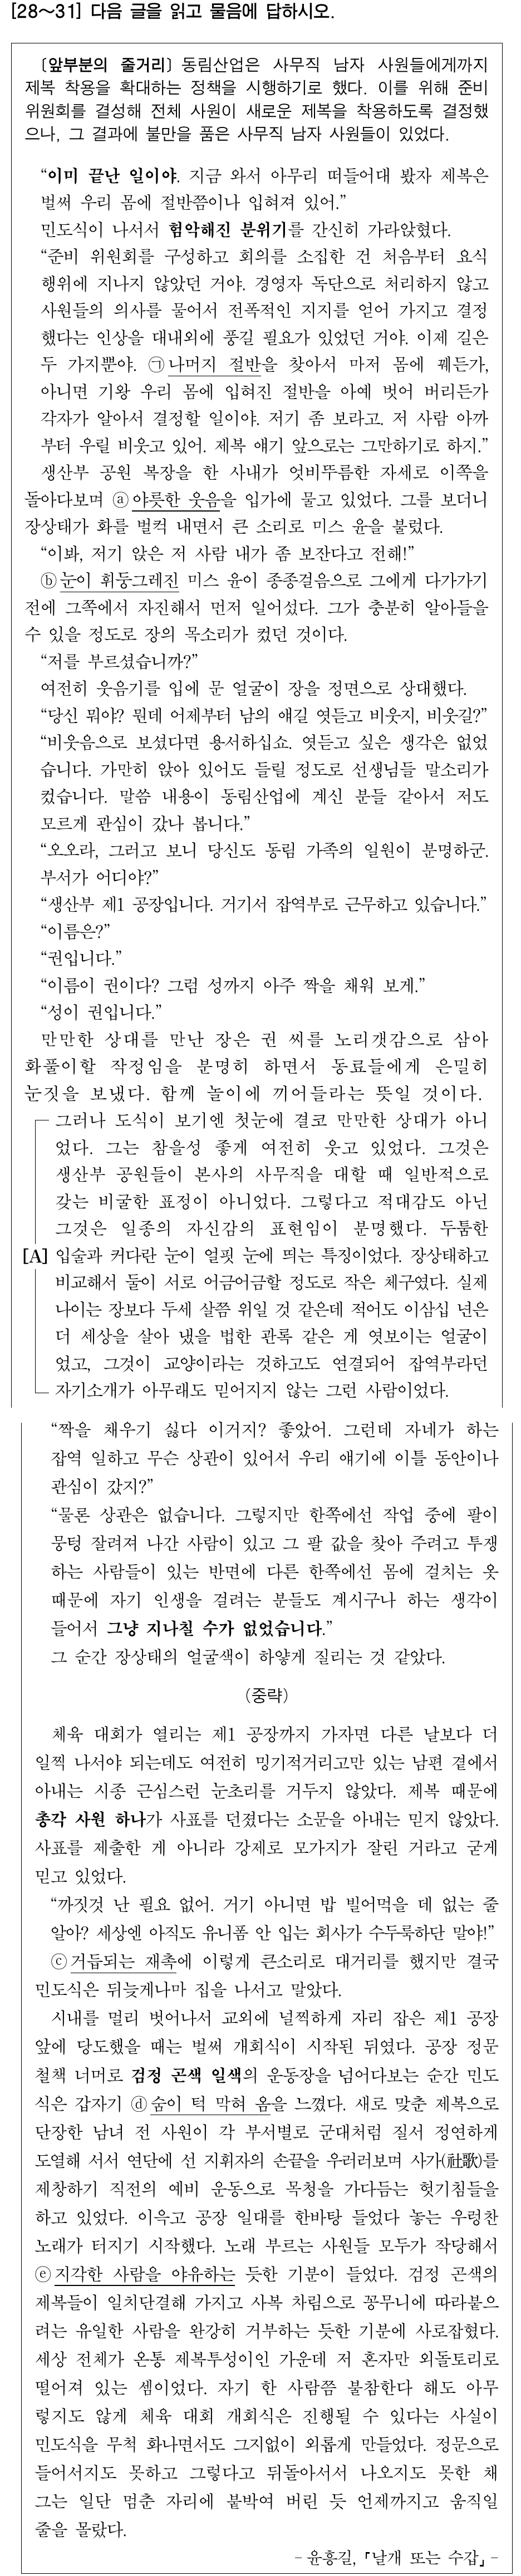 [28～31] 다음 글을 읽고 물음에 답하시오.
〔앞부분의 줄거리〕 동림산업은 사무직 남자 사원들에게까지
제복 착용을 확대하는 정책을 시행하기로 했다. 이를 위해 준비
위원회를 결성해 전체 사원이 새로운 제복을 착용하도록 결정했
으나, 그 결과에 불만을 품은 사무직 남자 사원들이 있었다.
“이미 끝난 일이야. 지금 와서 아무리 떠들어대 봤자 제복은
벌써 우리 몸에 절반쯤이나 입혀져 있어.”
민도식이 나서서 험악해진 분위기를 간신히 가라앉혔다.
“준비 위원회를 구성하고 회의를 소집한 건 처음부터 요식
행위에 지나지 않았던 거야. 경영자 독단으로 처리하지 않고
사원들의 의사를 물어서 전폭적인 지지를 얻어 가지고 결정
했다는 인상을 대내외에 풍길 필요가 있었던 거야. 이제 길은
두 가지뿐야. ㉠나머지 절반을 찾아서 마저 몸에 꿰든가,
아니면 기왕 우리 몸에 입혀진 절반을 아예 벗어 버리든가
각자가 알아서 결정할 일이야. 저기 좀 보라고. 저 사람 아까
부터 우릴 비웃고 있어. 제복 얘기 앞으로는 그만하기로 하지.”
생산부 공원 복장을 한 사내가 엇비뚜름한 자세로 이쪽을
돌아다보며 ⓐ야릇한 웃음을 입가에 물고 있었다. 그를 보더니
장상태가 화를 벌컥 내면서 큰 소리로 미스 윤을 불렀다.
“이봐, 저기 앉은 저 사람 내가 좀 보잔다고 전해!”
ⓑ눈이 휘둥그레진 미스 윤이 종종걸음으로 그에게 다가가기
전에 그쪽에서 자진해서 먼저 일어섰다. 그가 충분히 알아들을
수 있을 정도로 장의 목소리가 컸던 것이다.
“저를 부르셨습니까?”
여전히 웃음기를 입에 문 얼굴이 장을 정면으로 상대했다.
“당신 뭐야? 뭔데 어제부터 남의 얘길 엿듣고 비웃지, 비웃길?”
“비웃음으로 보셨다면 용서하십쇼. 엿듣고 싶은 생각은 없었
습니다. 가만히 앉아 있어도 들릴 정도로 선생님들 말소리가
컸습니다. 말씀 내용이 동림산업에 계신 분들 같아서 저도
모르게 관심이 갔나 봅니다.”
“오오라, 그러고 보니 당신도 동림 가족의 일원이 분명하군.
부서가 어디야?”
“생산부 제1 공장입니다. 거기서 잡역부로 근무하고 있습니다.”
“이름은?”
“권입니다.”
“이름이 권이다? 그럼 성까지 아주 짝을 채워 보게.”
“성이 권입니다.”
만만한 상대를 만난 장은 권 씨를 노리갯감으로 삼아
화풀이할 작정임을 분명히 하면서 동료들에게 은밀히
눈짓을 보냈다. 함께 놀이에 끼어들라는 뜻일 것이다.
그러나 도식이 보기엔 첫눈에 결코 만만한 상대가 아니
었다. 그는 참을성 좋게 여전히 웃고 있었다. 그것은
생산부 공원들이 본사의 사무직을 대할 때 일반적으로
갖는 비굴한 표정이 아니었다. 그렇다고 적대감도 아닌
그것은 일종의 자신감의 표현임이 분명했다. 두툼한
[A] 입술과 커다란 눈이 얼핏 눈에 띄는 특징이었다. 장상태하고
비교해서 둘이 서로 어금어금할 정도로 작은 체구였다. 실제
나이는 장보다 두세 살쯤 위일 것 같은데 적어도 이삼십 년은
더 세상을 살아 냈을 법한 관록 같은 게 엿보이는 얼굴이
었고, 그것이 교양이라는 것하고도 연결되어 잡역부라던
자기소개가 아무래도 믿어지지 않는 그런 사람이었다.
“짝을 채우기 싫다 이거지? 좋았어. 그런데 자네가 하는
잡역 일하고 무슨 상관이 있어서 우리 얘기에 이틀 동안이나
관심이 갔지?”
“물론 상관은 없습니다. 그렇지만 한쪽에선 작업 중에 팔이
뭉텅 잘려져 나간 사람이 있고 그 팔 값을 찾아 주려고 투쟁
하는 사람들이 있는 반면에 다른 한쪽에선 몸에 걸치는 옷
때문에 자기 인생을 걸려는 분들도 계시구나 하는 생각이
들어서 그냥 지나칠 수가 없었습니다.”
그 순간 장상태의 얼굴색이 하얗게 질리는 것 같았다.
(중략)
체육 대회가 열리는 제1 공장까지 가자면 다른 날보다 더
일찍 나서야 되는데도 여전히 밍기적거리고만 있는 남편 곁에서
아내는 시종 근심스런 눈초리를 거두지 않았다. 제복 때문에
총각 사원 하나가 사표를 던졌다는 소문을 아내는 믿지 않았다.
사표를 제출한 게 아니라 강제로 모가지가 잘린 거라고 굳게
믿고 있었다.
“까짓것 난 필요 없어. 거기 아니면 밥 빌어먹을 데 없는 줄
알아? 세상엔 아직도 유니폼 안 입는 회사가 수두룩하단 말야!”
ⓒ거듭되는 재촉에 이렇게 큰소리로 대거리를 했지만 결국
민도식은 뒤늦게나마 집을 나서고 말았다.
시내를 멀리 벗어나서 교외에 널찍하게 자리 잡은 제1 공장
앞에 당도했을 때는 벌써 개회식이 시작된 뒤였다. 공장 정문
철책 너머로 검정 곤색 일색의 운동장을 넘어다보는 순간 민도
식은 갑자기 ⓓ숨이 턱 막혀 옴을 느꼈다. 새로 맞춘 제복으로
단장한 남녀 전 사원이 각 부서별로 군대처럼 질서 정연하게
도열해 서서 연단에 선 지휘자의 손끝을 우러러보며 사가(社歌)를
제창하기 직전의 예비 운동으로 목청을 가다듬는 헛기침들을
하고 있었다. 이윽고 공장 일대를 한바탕 들었다 놓는 우렁찬
노래가 터지기 시작했다. 노래 부르는 사원들 모두가 작당해서
ⓔ지각한 사람을 야유하는 듯한 기분이 들었다. 검정 곤색의
제복들이 일치단결해 가지고 사복 차림으로 꽁무니에 따라붙으
려는 유일한 사람을 완강히 거부하는 듯한 기분에 사로잡혔다.
세상 전체가 온통 제복투성이인 가운데 저 혼자만 외돌토리로
떨어져 있는 셈이었다. 자기 한 사람쯤 불참한다 해도 아무
렇지도 않게 체육 대회 개회식은 진행될 수 있다는 사실이
민도식을 무척 화나면서도 그지없이 외롭게 만들었다. 정문으로
들어서지도 못하고 그렇다고 뒤돌아서서 나오지도 못한 채
그는 일단 멈춘 자리에 붙박여 버린 듯 언제까지고 움직일
줄을 몰랐다.
- 윤흥길, 「날개 또는 수갑」 -